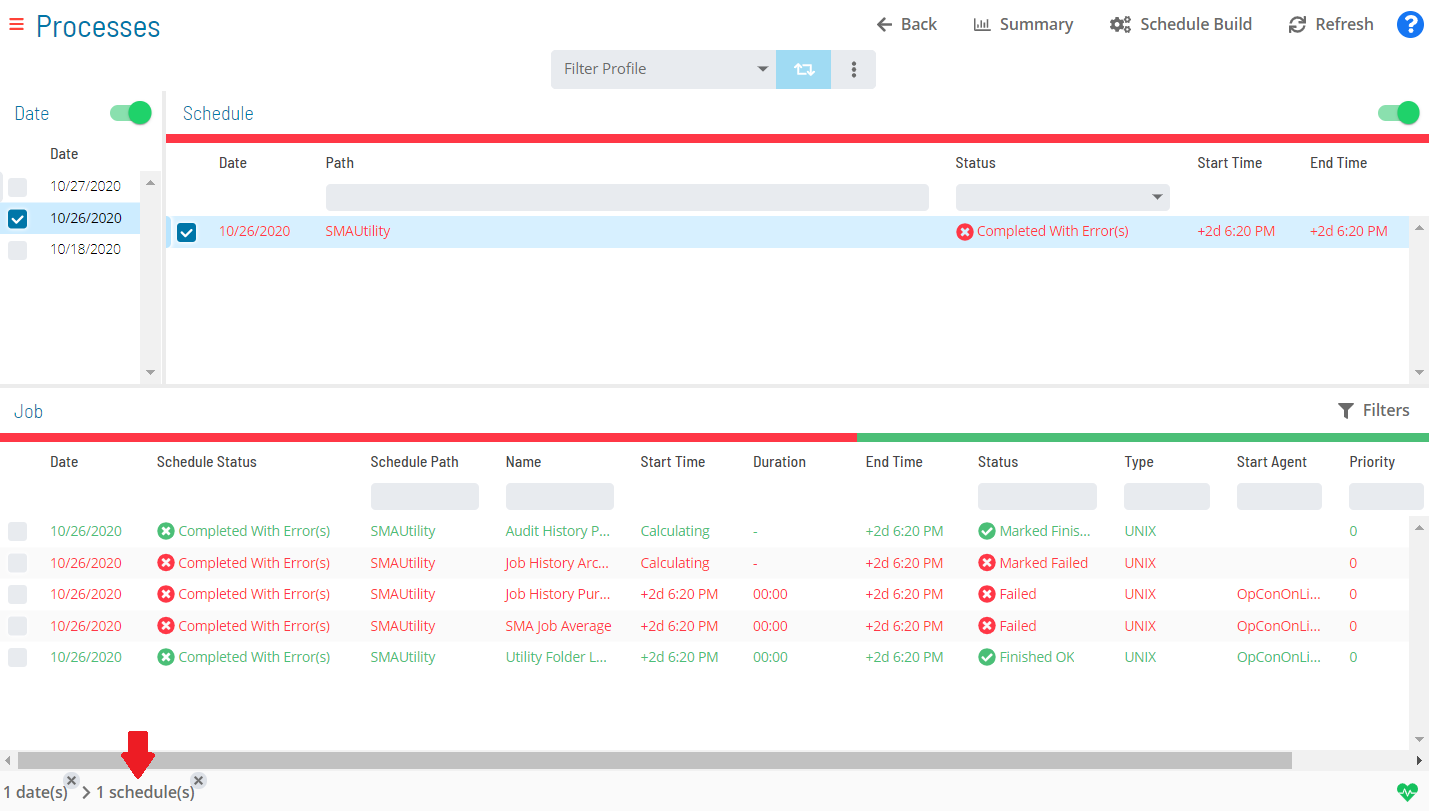 Processes
Back Summary Schedule Build Refresh ?
Filter Profile
Date
Schedule
Date
10/27/2020
10/26/2020
10/18/2020
Date Path Status Start Time End Time
10/26/2020 SMAUtility Completed With Error(s) +2d 6:20 PM +2d 6:20 PM
Job
Filters
Date Schedule Status Schedule Path Name Start Time Duration End Time Status Type Start Agent Priority
10/26/2020 Completed With Error(s) SMAUtility Audit History P... Calculating - +2d 6:20 PM Marked Finis... UNIX 0
10/26/2020 Completed With Error(s) SMAUtility Job History Arc... Calculating - +2d 6:20 PM Marked Failed UNIX 0
10/26/2020 Completed With Error(s) SMAUtility Job History Pur... +2d 6:20 PM 00:00 +2d 6:20 PM Failed UNIX OpConOnLi... 0
10/26/2020 Completed With Error(s) SMAUtility SMA Job Average +2d 6:20 PM 00:00 +2d 6:20 PM Failed UNIX OpConOnLi... 0
10/26/2020 Completed With Error(s) SMAUtility Utility Folder L... +2d 6:20 PM 00:00 +2d 6:20 PM Finished OK UNIX OpConOnLi... 0
1 date(s) > 1 schedule(s)